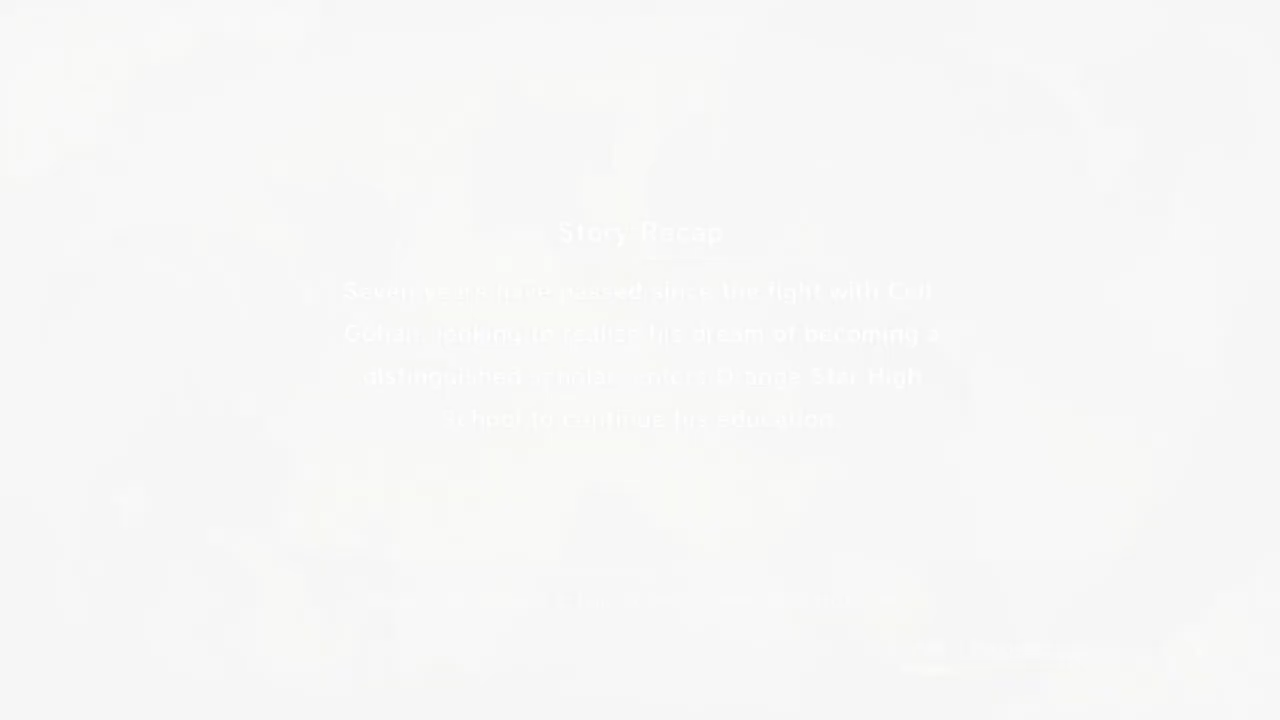 Story Recap
Seven years have passed since the fight with Cell
Gohan, looking to realize his dream of becoming a
distinguished scholar, enters Orange Star High
School to continue his education.